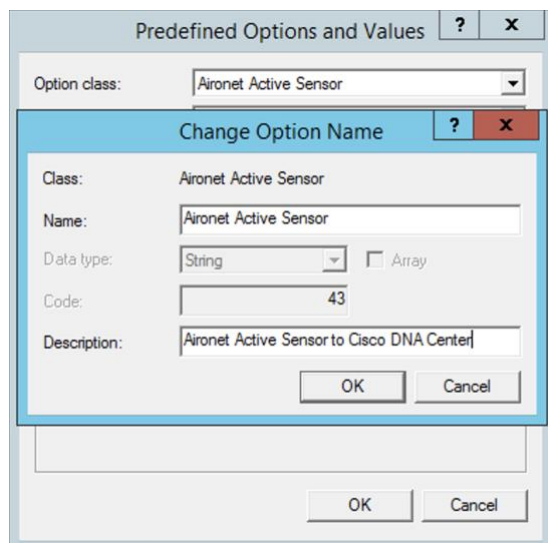 Predefined Options and Values ? x
Option class: Aironet Active Sensor
Change Option Name ? x
Class: Aironet Active Sensor
Name: Aironet Active Sensor
Data type: String Array
Code: 43
Description: Aironet Active Sensor to Cisco DNA Center
OK Cancel
OK Cancel